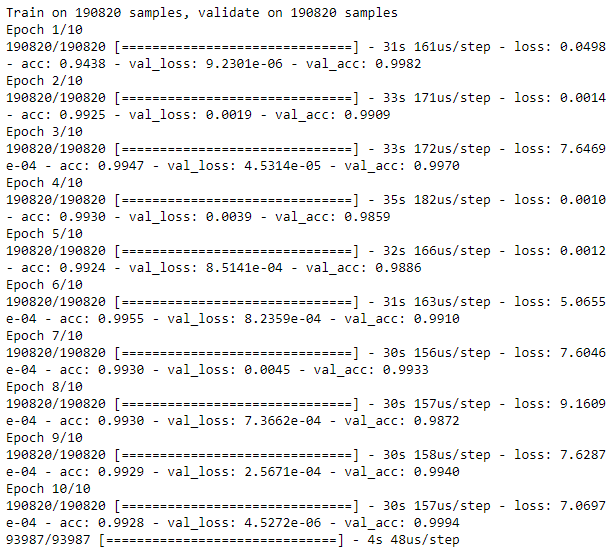 Train on 190820 samples, validate on 190820 samples
Epoch 1/10
190820/190820 [==============================] - 31s 161us/step - loss: 0.0498
- acc: 0.9438 - val_loss: 9.2301e-06 - val_acc: 0.9982
Epoch 2/10
190820/190820 [==============================] - 33s 171us/step - loss: 0.0014
- acc: 0.9925 - val_loss: 0.0019 - val_acc: 0.9909
Epoch 3/10
190820/190820 [==============================] - 33s 172us/step - loss: 7.6469
e-04 - acc: 0.9947 - val_loss: 4.5314e-05 - val_acc: 0.9970
Epoch 4/10
190820/190820 [==============================] - 35s 182us/step - loss: 0.0010
- acc: 0.9930 - val_loss: 0.0039 - val_acc: 0.9859
Epoch 5/10
190820/190820 [==============================] - 32s 166us/step - loss: 0.0012
- acc: 0.9924 - val_loss: 8.5141e-04 - val_acc: 0.9886
Epoch 6/10
190820/190820 [==============================] - 31s 163us/step - loss: 5.0655
e-04 - acc: 0.9955 - val_loss: 8.2359e-04 - val_acc: 0.9910
Epoch 7/10
190820/190820 [==============================] - 30s 156us/step - loss: 7.6046
e-04 - acc: 0.9930 - val_loss: 0.0045 - val_acc: 0.9933
Epoch 8/10
190820/190820 [==============================] - 30s 157us/step - loss: 9.1609
e-04 - acc: 0.9930 - val_loss: 7.3662e-04 - val_acc: 0.9872
Epoch 9/10
190820/190820 [==============================] - 30s 158us/step - loss: 7.6287
e-04 - acc: 0.9929 - val_loss: 2.5671e-04 - val_acc: 0.9940
Epoch 10/10
190820/190820 [==============================] - 30s 157us/step - loss: 7.0697
e-04 - acc: 0.9928 - val_loss: 4.5272e-06 - val_acc: 0.9994
93987/93987 [==============================] - 4s 48us/step